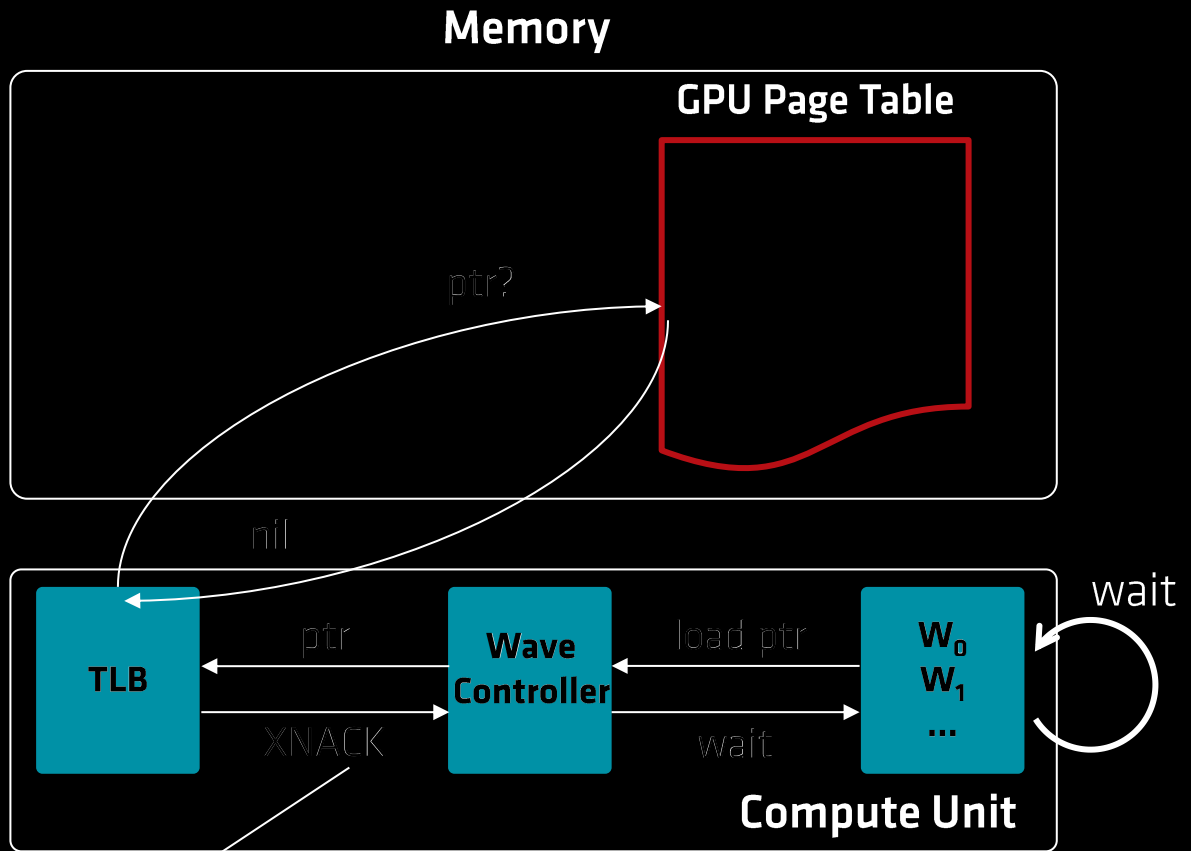 Memory
GPU Page Table
ptr?
nil
wait
ptr
load ptr
TLB
Wave
Controller
W₀
W₁
...
XNACK
wait
Compute Unit